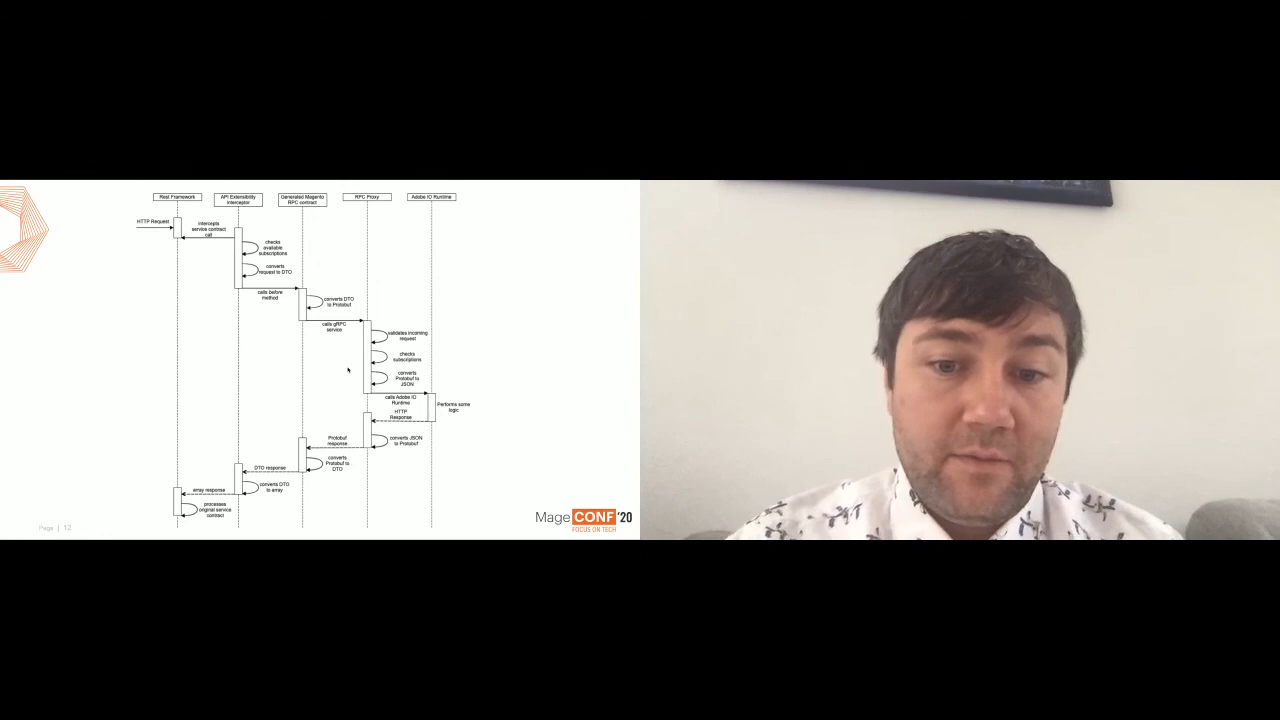 Rest Framework
API Extensibility
Interceptor
Generated Magento
RPC contract
RPC Proxy
Adobe IO Runtime
HTTP Request
intercepts
service contract
call
checks
available
subscriptions
converts
request to DTO
calls before
method
converts DTO
to Protobuf
calls gRPC
service
validates incoming
request
checks
subscriptions
converts
Protobuf to
JSON
calls Adobe IO
Runtime
Performs some
logic
HTTP
Response
converts JSON
to Protobuf
Protobuf
response
converts
Protobuf to
DTO
DTO response
converts DTO
to array
array response
processes
original service
contract
Page | 12
Mage CONF '20
FOCUS ON TECH